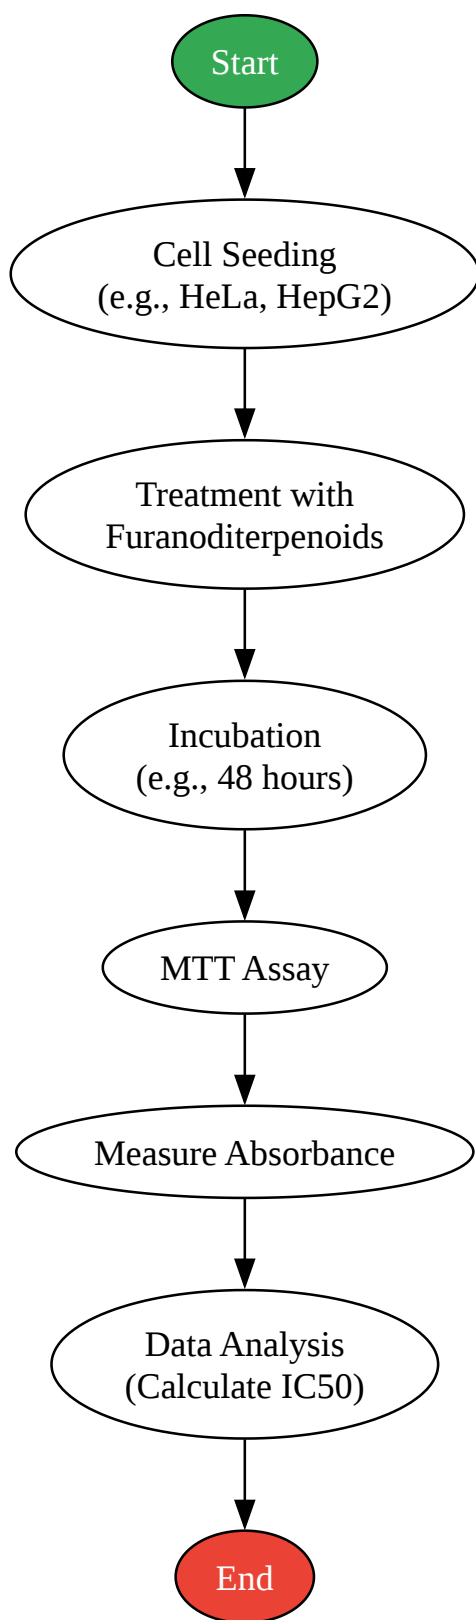 Start
Cell Seeding
(e.g., HeLa, HepG2)
Treatment with
Furanoditerpenoids
Incubation
(e.g., 48 hours)
MTT Assay
Measure Absorbance
Data Analysis
(Calculate IC50)
End